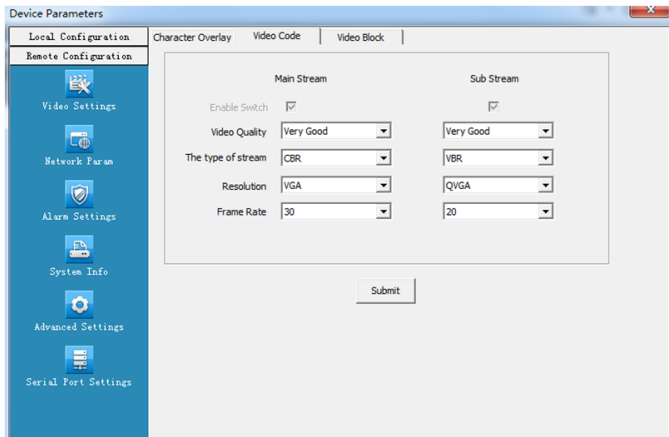 Device Parameters
Local Configuration
Remote Configuration
Video Settings
Network Param
Alarm Settings
System Info
Advanced Settings
Serial Port Settings
Character Overlay Video Code Video Block
Main Stream Sub Stream
Enable Switch
Video Quality Very Good Very Good
The type of stream CBR VBR
Resolution VGA QVGA
Frame Rate 30 20
Submit